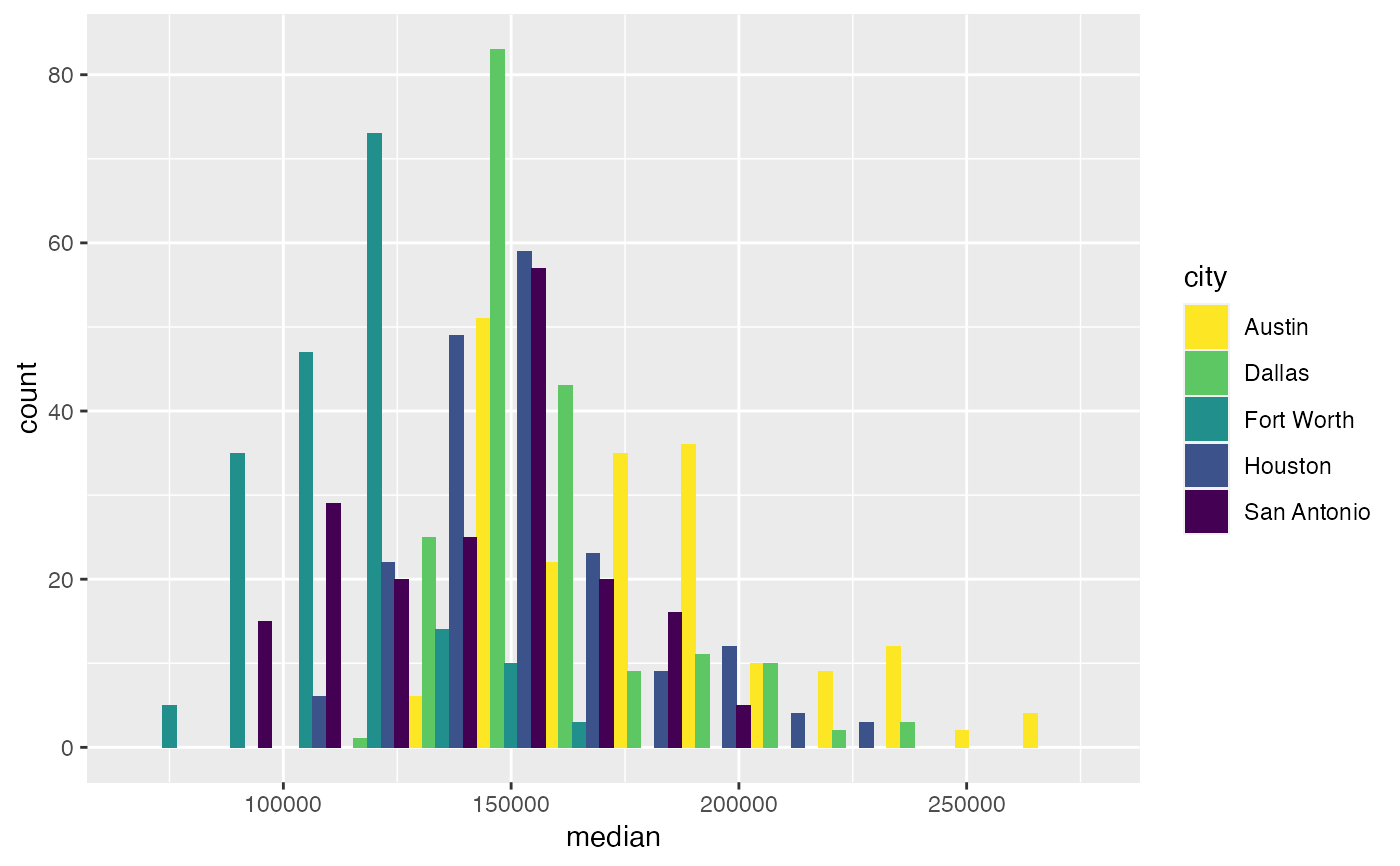 80
60
40
20
0
count
100000
150000
200000
250000
median
city
Austin
Dallas
Fort Worth
Houston
San Antonio